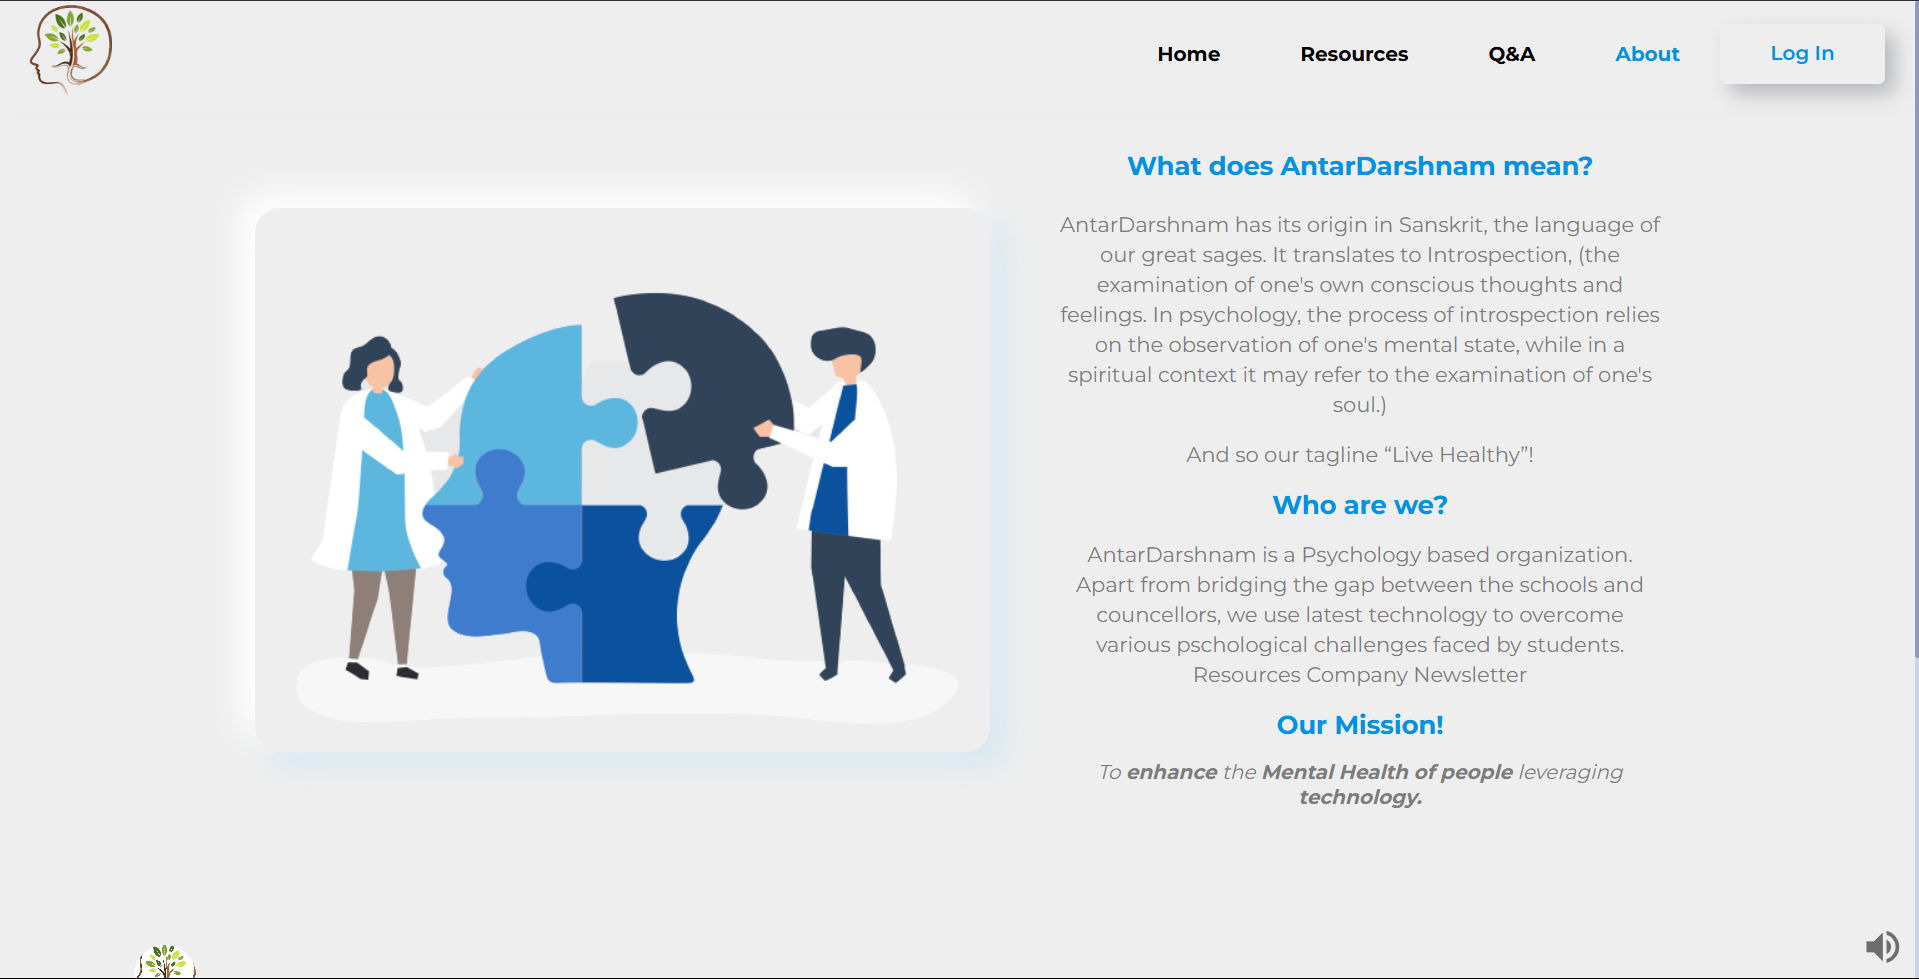 Home
Resources
Q&A
About
Log In
What does AntarDarshnam mean?
AntarDarshnam has its origin in Sanskrit, the language of
our great sages. It translates to Introspection, (the
examination of one's own conscious thoughts and
feelings. In psychology, the process of introspection relies
on the observation of one's mental state, while in a
spiritual context it may refer to the examination of one's
soul.)
And so our tagline “Live Healthy”!
Who are we?
AntarDarshnam is a Psychology based organization.
Apart from bridging the gap between the schools and
councellors, we use latest technology to overcome
various pschological challenges faced by students.
Resources Company Newsletter
Our Mission!
To enhance the Mental Health of people leveraging
technology.